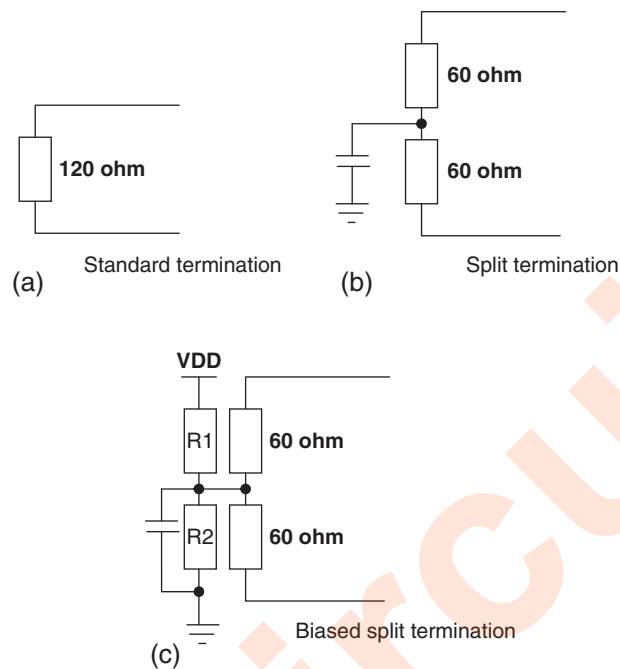 60 ohm
120 ohm
60 ohm
Standard termination
Split termination
(a)
(b)
VDD
R1
60 ohm
R2
60 ohm
Biased split termination
(c)